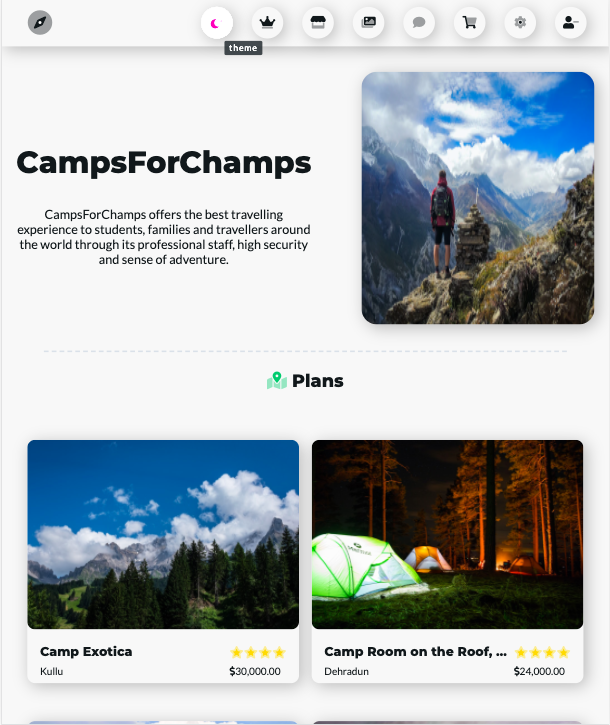 theme
CampsForChamps
CampsForChamps offers the best travelling
experience to students, families and travellers around
the world through its professional staff, high security
and sense of adventure.
Plans
Camp Exotica
Kullu
$30,000.00
Camp Room on the Roof, ...
Dehradun
$24,000.00